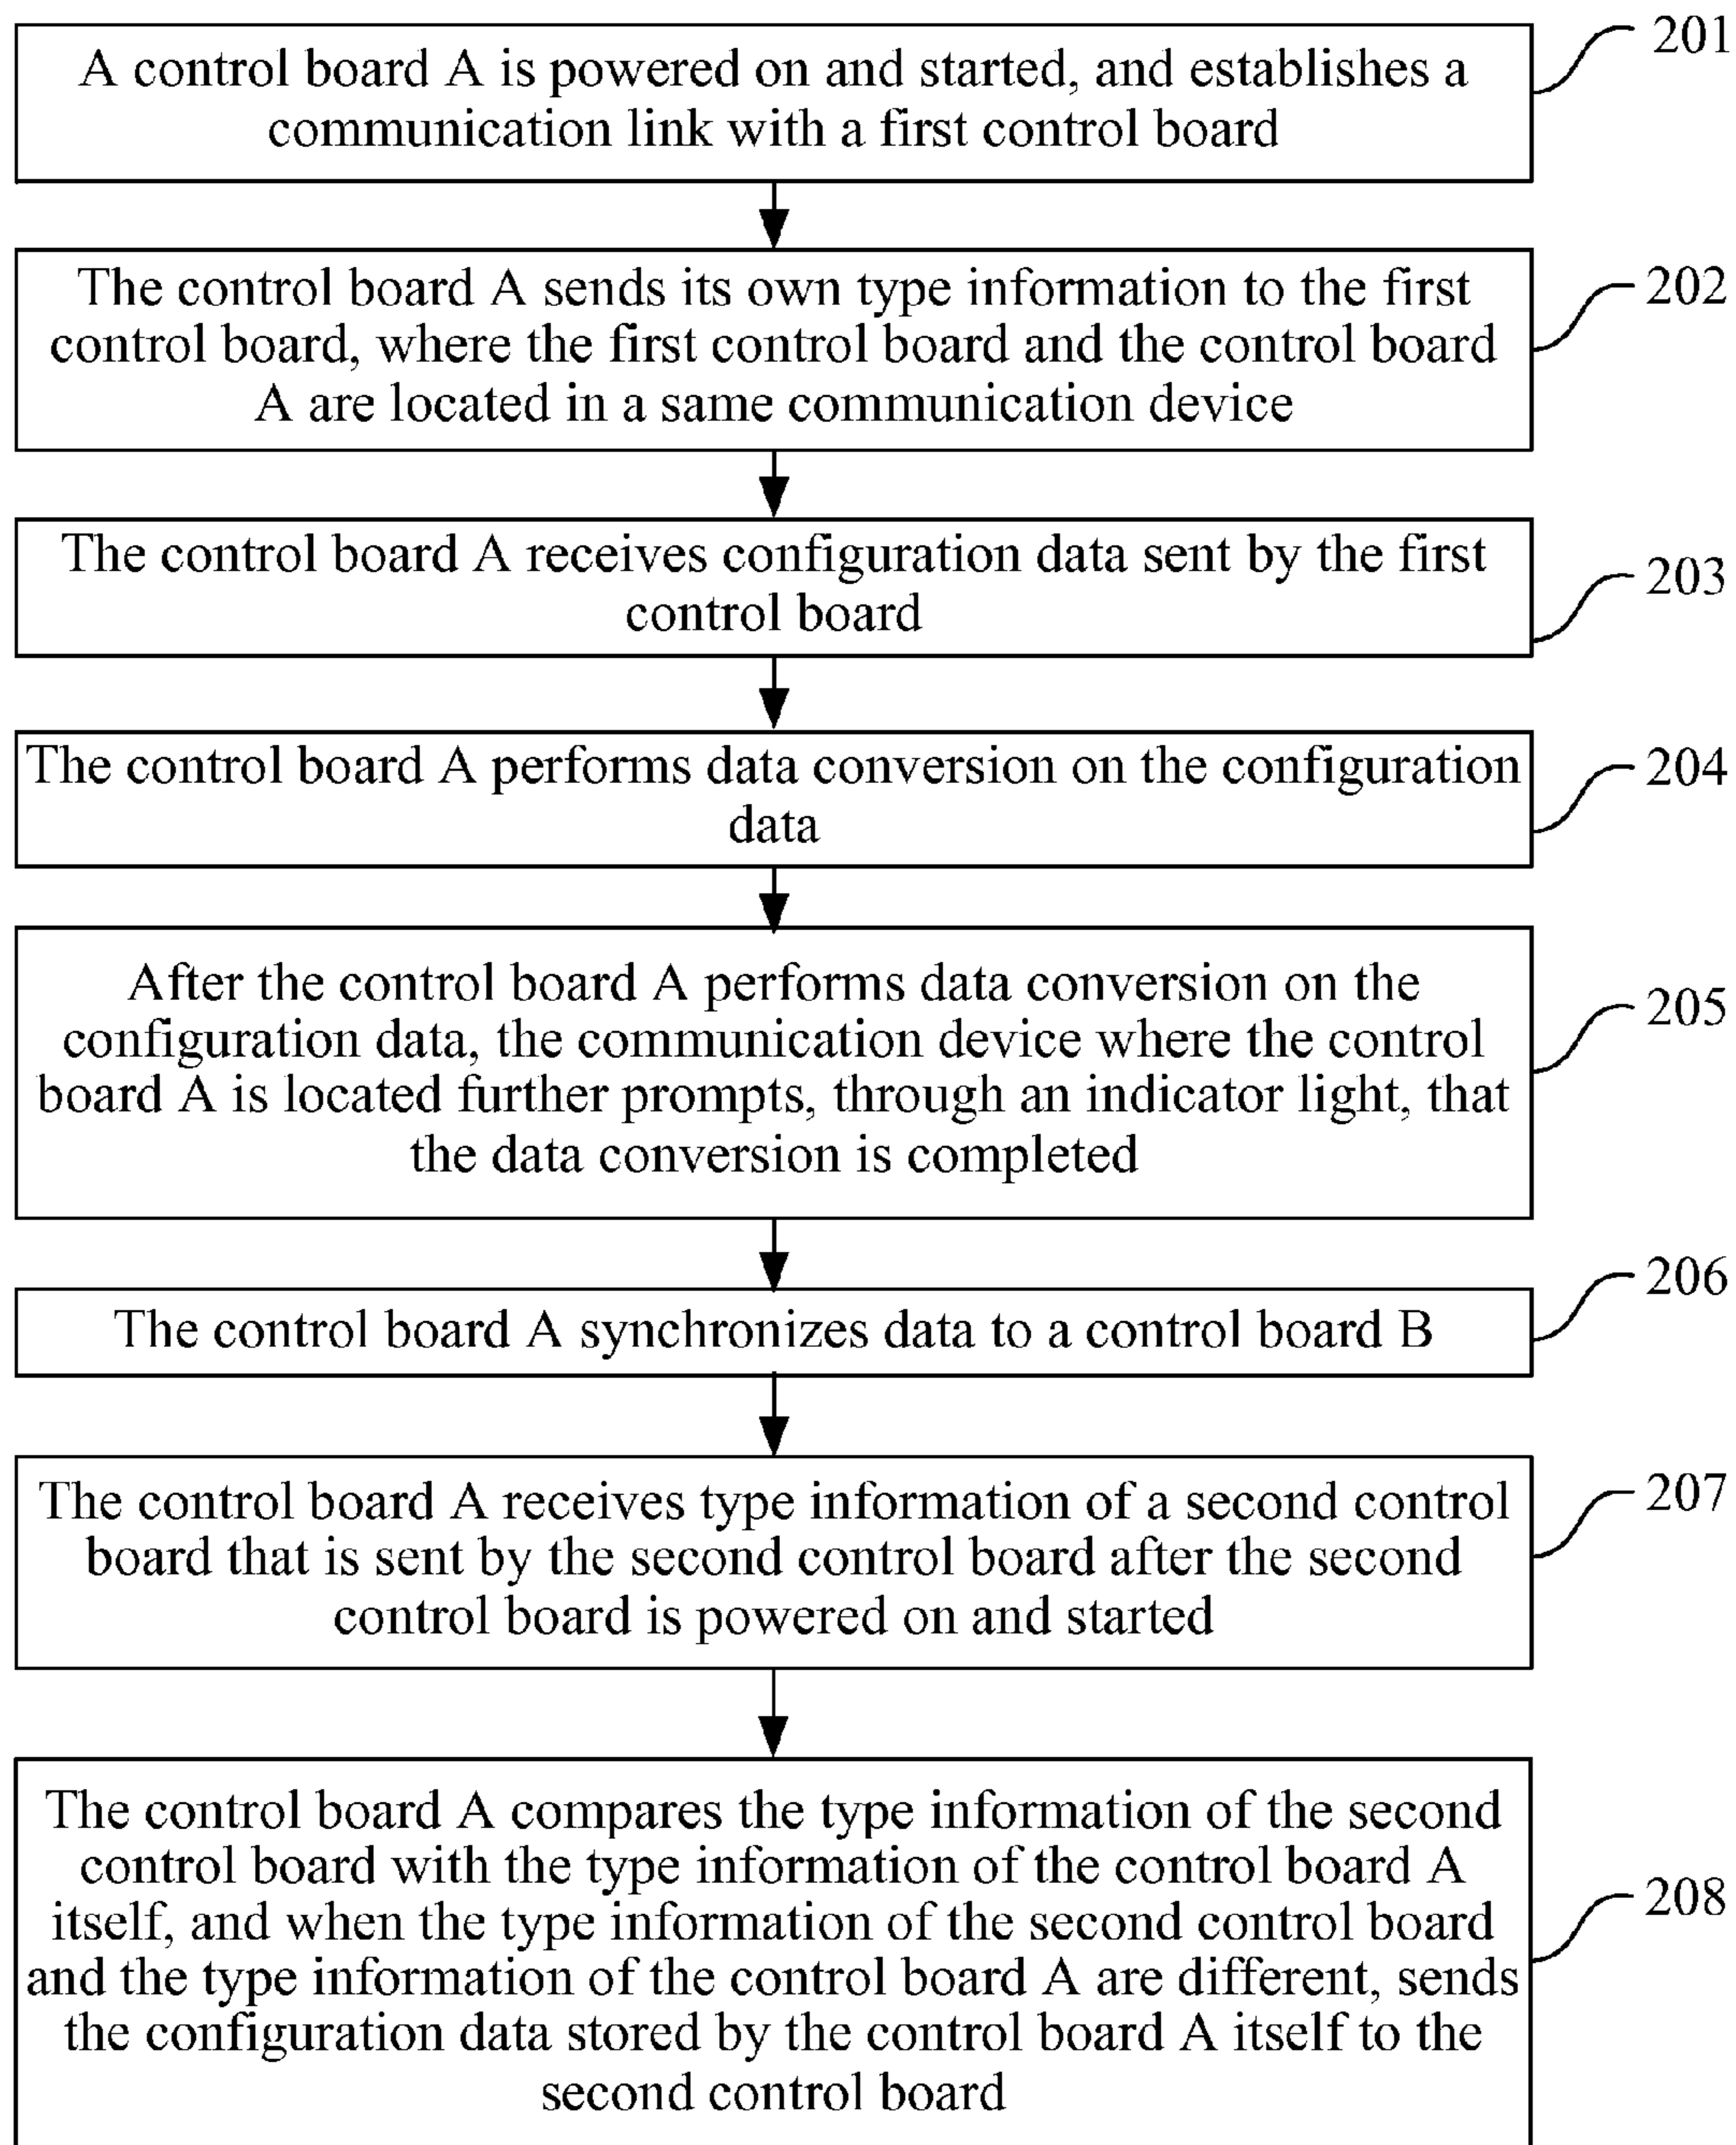 A control board A is powered on and started, and establishes a
communication link with a first control board
201
The control board A sends its own type information to the first
control board, where the first control board and the control board
A are located in a same communication device
202
The control board A receives configuration data sent by the first
control board
203
The control board A performs data conversion on the configuration
data
204
After the control board A performs data conversion on the
configuration data, the communication device where the control
board A is located further prompts, through an indicator light, that
the data conversion is completed
205
The control board A synchronizes data to a control board B
206
The control board A receives type information of a second control
board that is sent by the second control board after the second
control board is powered on and started
207
The control board A compares the type information of the second
control board with the type information of the control board A
itself, and when the type information of the second control board
and the type information of the control board A are different, sends
the configuration data stored by the control board A itself to the
second control board
208